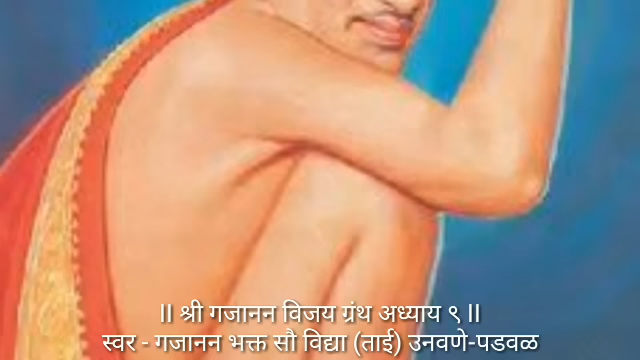 ॥ श्री गजानन विजय ग्रंथ अध्याय ९ ॥
स्वर - गजानन भक्त सौ विद्या (ताई) उनवणे-पडवळ